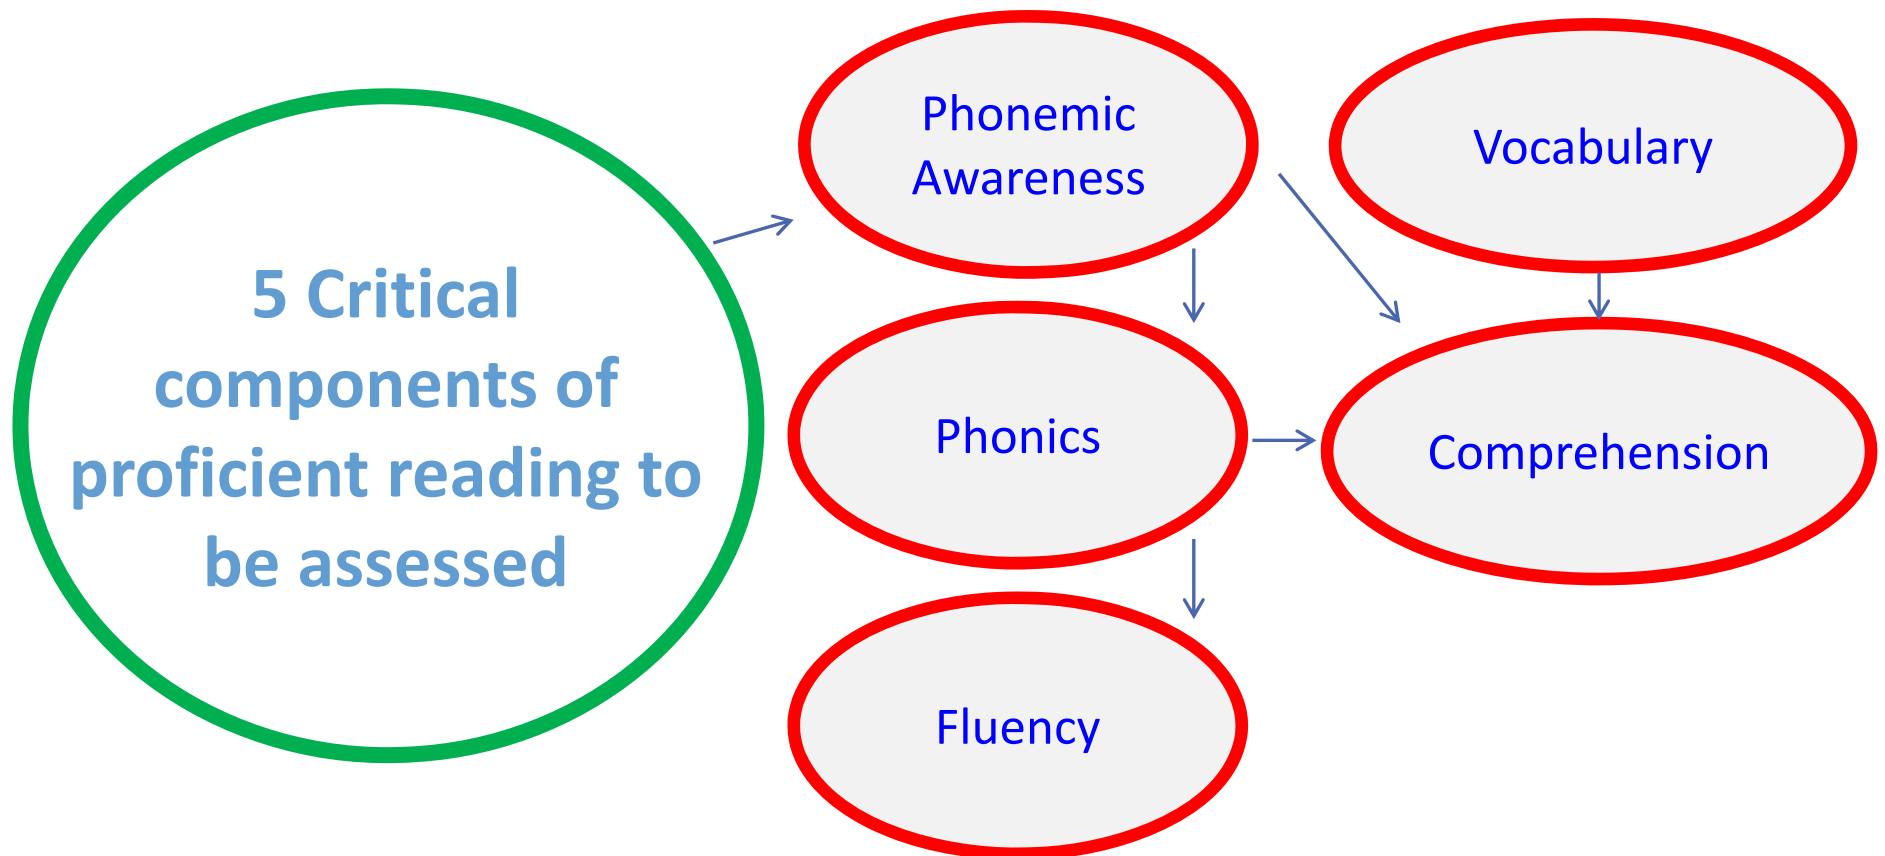 5 Critical
components of
proficient reading to
be assessed
Phonemic
Awareness
Phonics
Fluency
Vocabulary
Comprehension